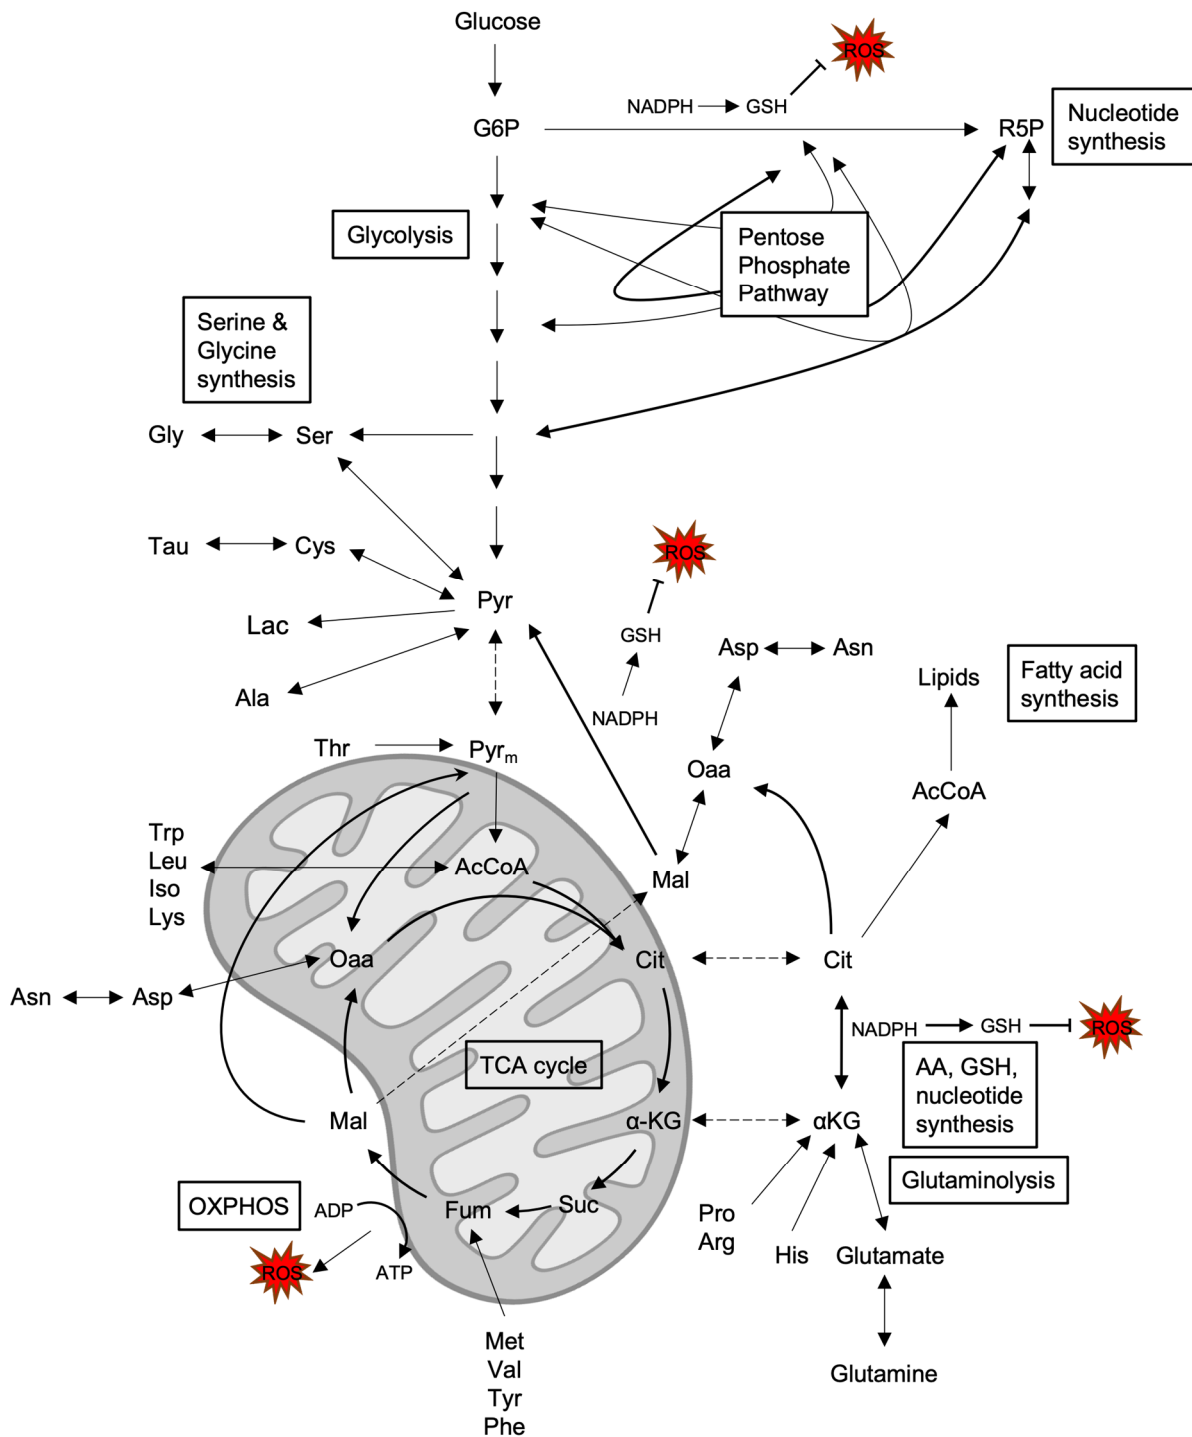 Glucose
ROS
NADPH
GSH
G6P
R5P
Nucleotide
synthesis
Glycolysis
Pentose
Phosphate
Pathway
Serine &
Glycine
synthesis
Gly
Ser
Tau
Cys
ROS
Pyr
Lac
GSH
Asp
Asn
Fatty acid
synthesis
Lipids
Ala
NADPH
Thr
Pyrm
Oaa
AcCoA
Trp
Leu
Iso
Lys
AcCoA
Mal
Oaa
Cit
Cit
Asn
Asp
NADPH
GSH
ROS
TCA cycle
AA, GSH,
nucleotide
synthesis
Mal
α-KG
αKG
Glutaminolysis
OXPHOS
ADP
Fum
Suc
Pro
Arg
His
Glutamate
ROS
ATP
Met
Val
Tyr
Phe
Glutamine